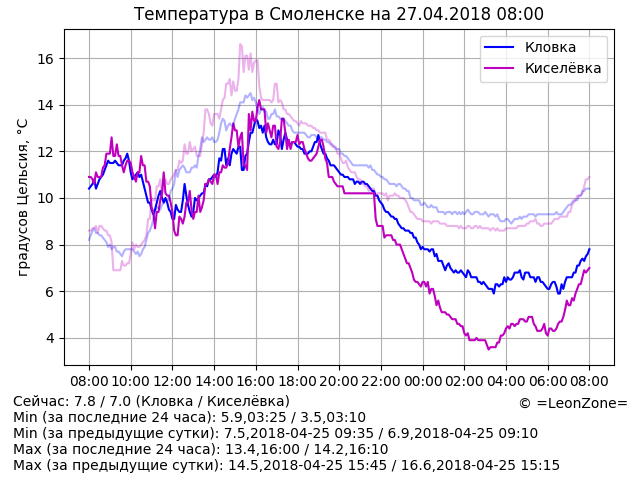 Температура в Смоленске на 27.04.2018 08:00
Кловка
Киселёвка
градусов Цельсия, °C
16
14
12
10
8
6
4
08:00 10:00 12:00 14:00 16:00 18:00 20:00 22:00 00:00 02:00 04:00 06:00 08:00
Сейчас: 7.8 / 7.0 (Кловка / Киселёвка)
© =LeonZone=
Min (за последние 24 часа): 5.9,03:25 / 3.5,03:10
Min (за предыдущие сутки): 7.5,2018-04-25 09:35 / 6.9,2018-04-25 09:10
Max (за последние 24 часа): 13.4,16:00 / 14.2,16:10
Max (за предыдущие сутки): 14.5,2018-04-25 15:45 / 16.6,2018-04-25 15:15